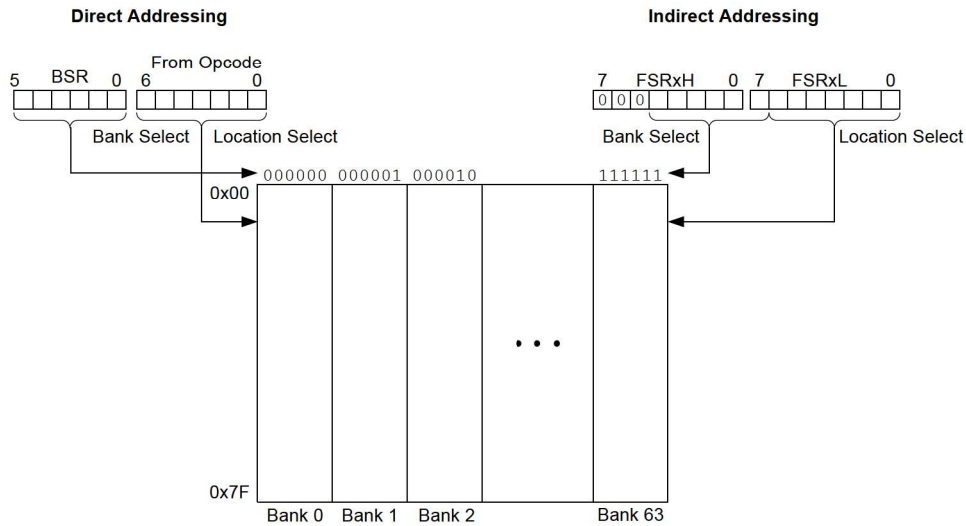 Direct Addressing
Indirect Addressing
From Opcode
5 BSR 0 6 0
7 FSRxH 0 7 FSRxL 0
0 0 0
Bank Select Location Select
Bank Select Location Select
000000 000001 000010 111111
0x00
0x7F
Bank 0 Bank 1 Bank 2 Bank 63